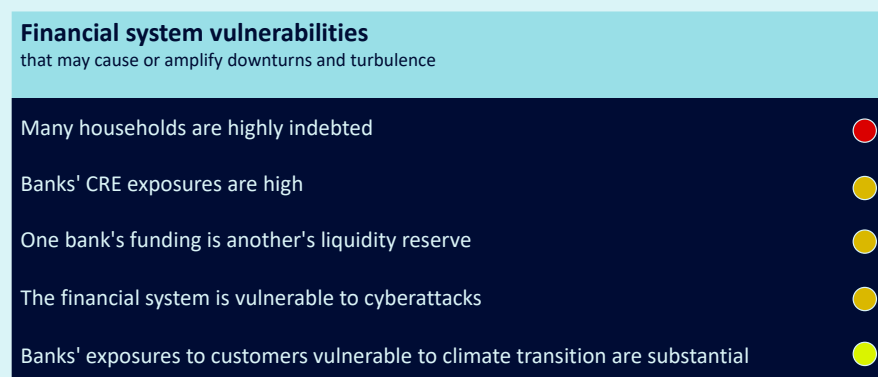 Financial system vulnerabilities
that may cause or amplify downturns and turbulence
Many households are highly indebted
Banks' CRE exposures are high
One bank's funding is another's liquidity reserve
The financial system is vulnerable to cyberattacks
Banks' exposures to customers vulnerable to climate transition are substantial